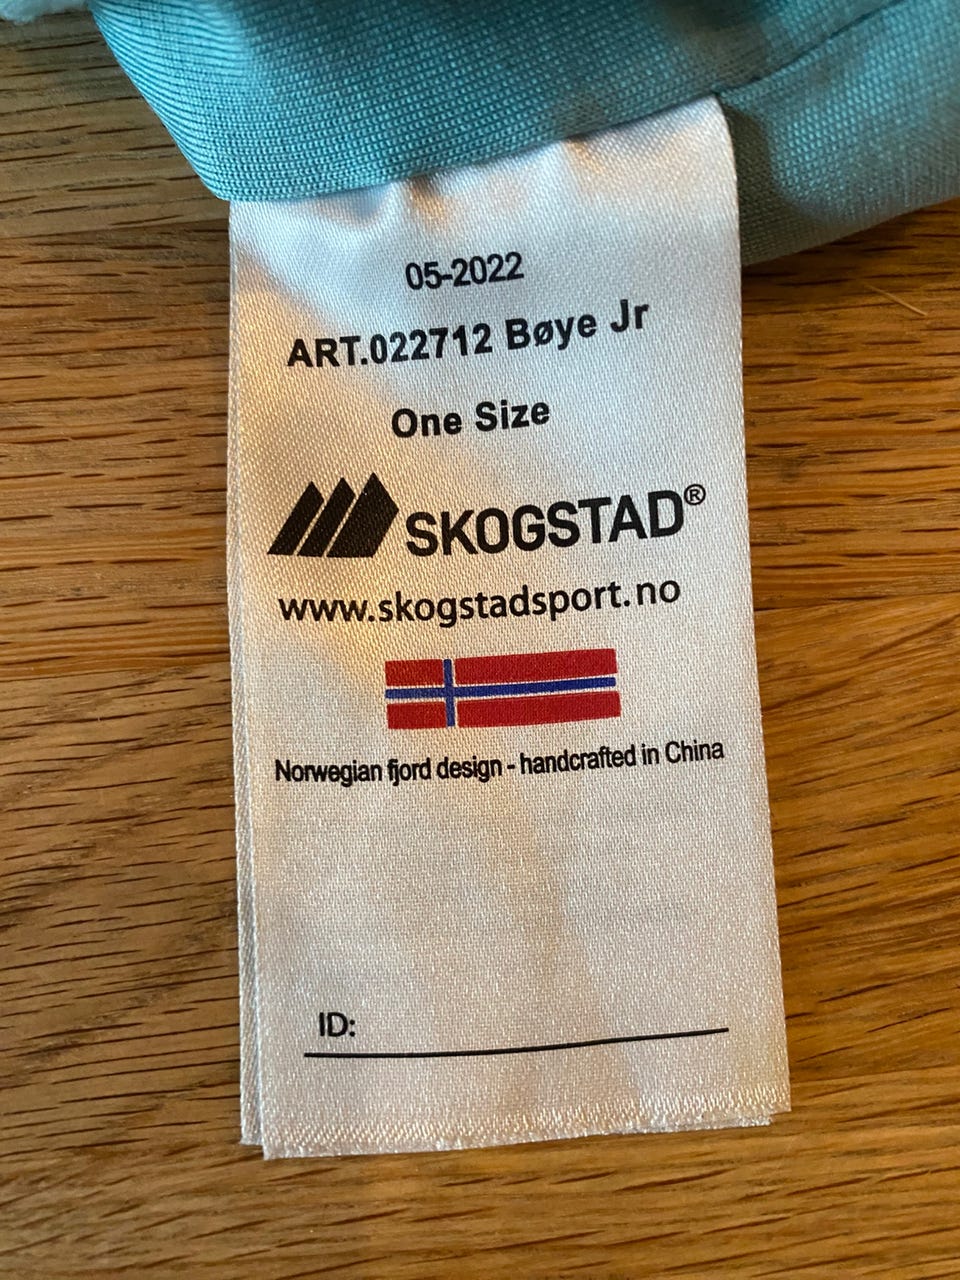 05-2022
ART.022712 Bøye Jr
One Size
SKOGSTAD®
www.skogstadsport.no
Norwegian fjord design - handcrafted in China
ID: